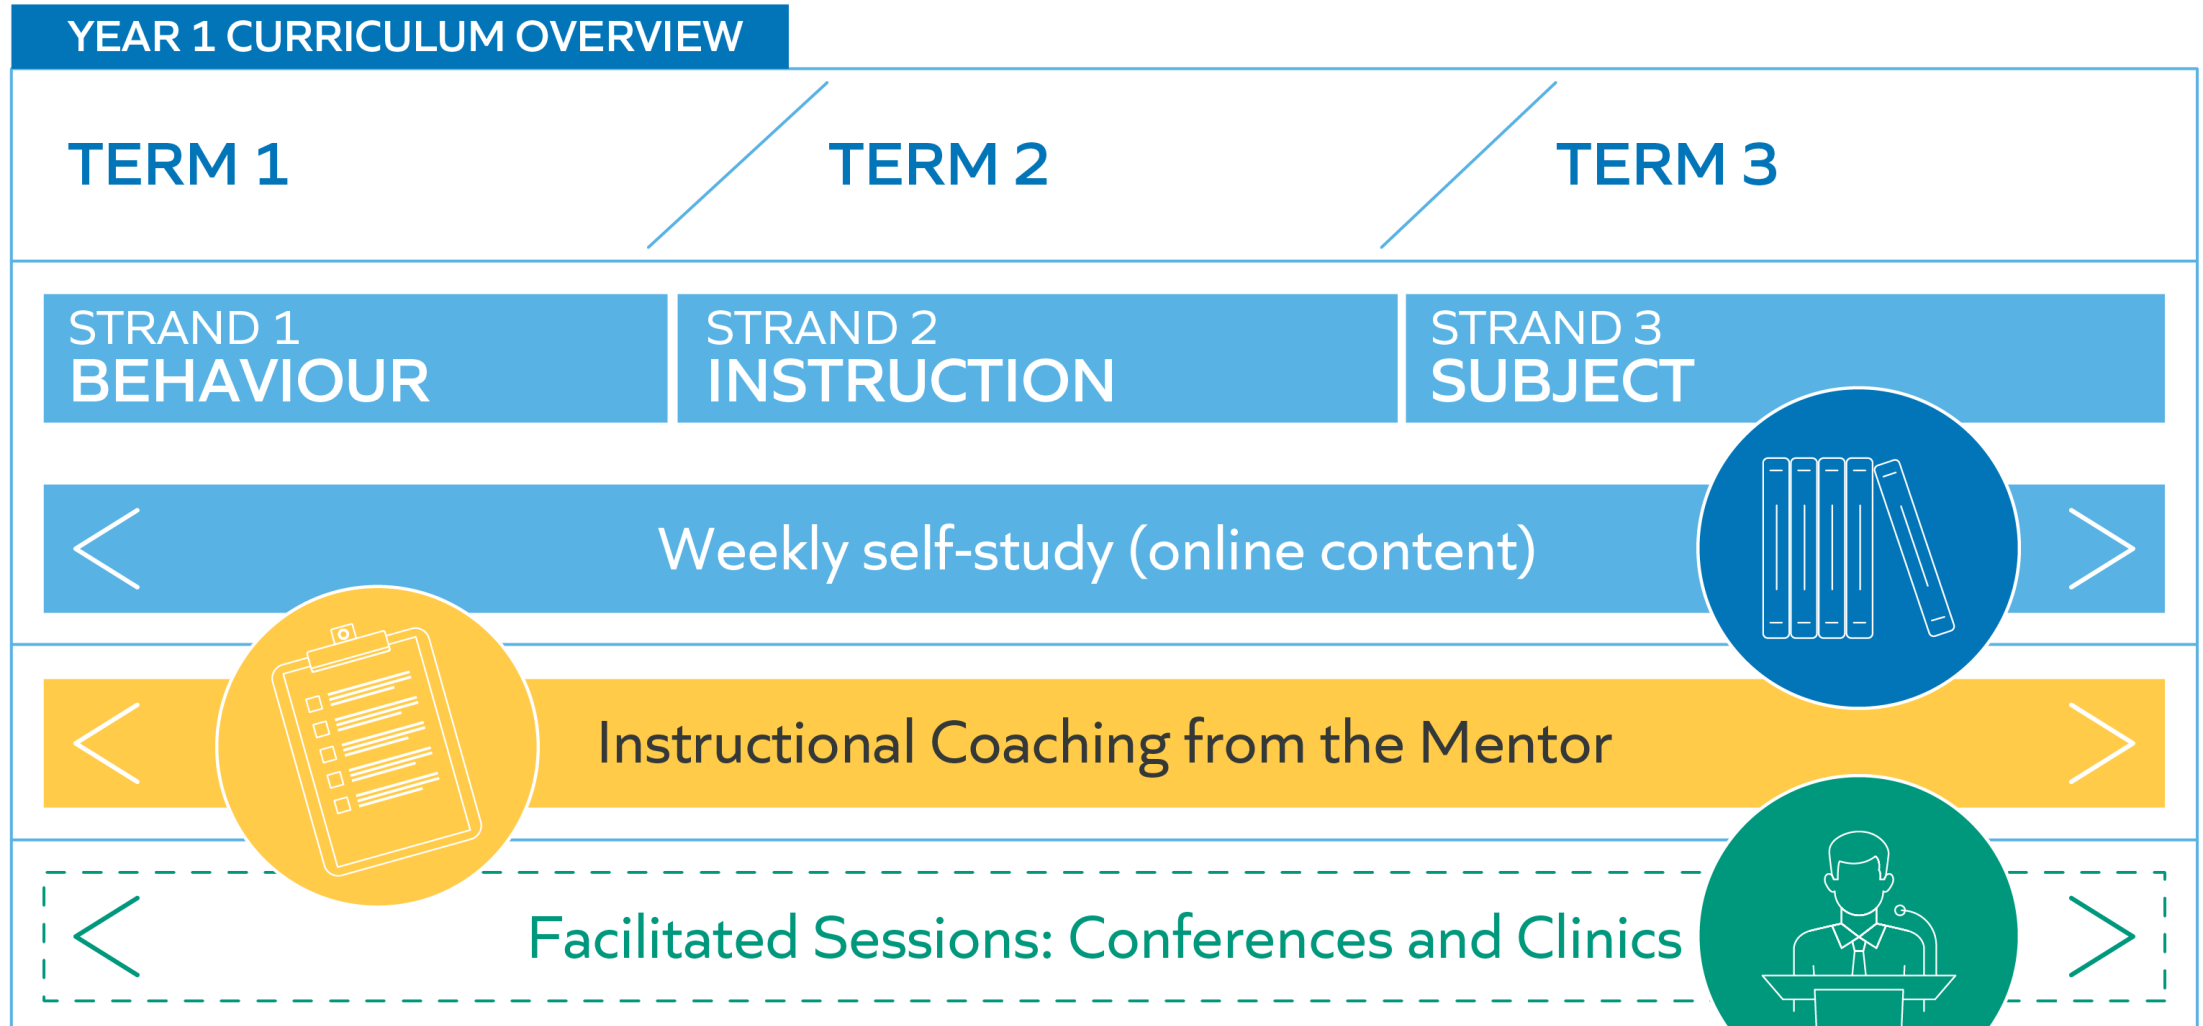 YEAR 1 CURRICULUM OVERVIEW
TERM 1
TERM 2
TERM 3
STRAND 1
BEHAVIOUR
STRAND 2
INSTRUCTION
STRAND 3
SUBJECT
Weekly self-study (online content)
Instructional Coaching from the Mentor
Facilitated Sessions: Conferences and Clinics